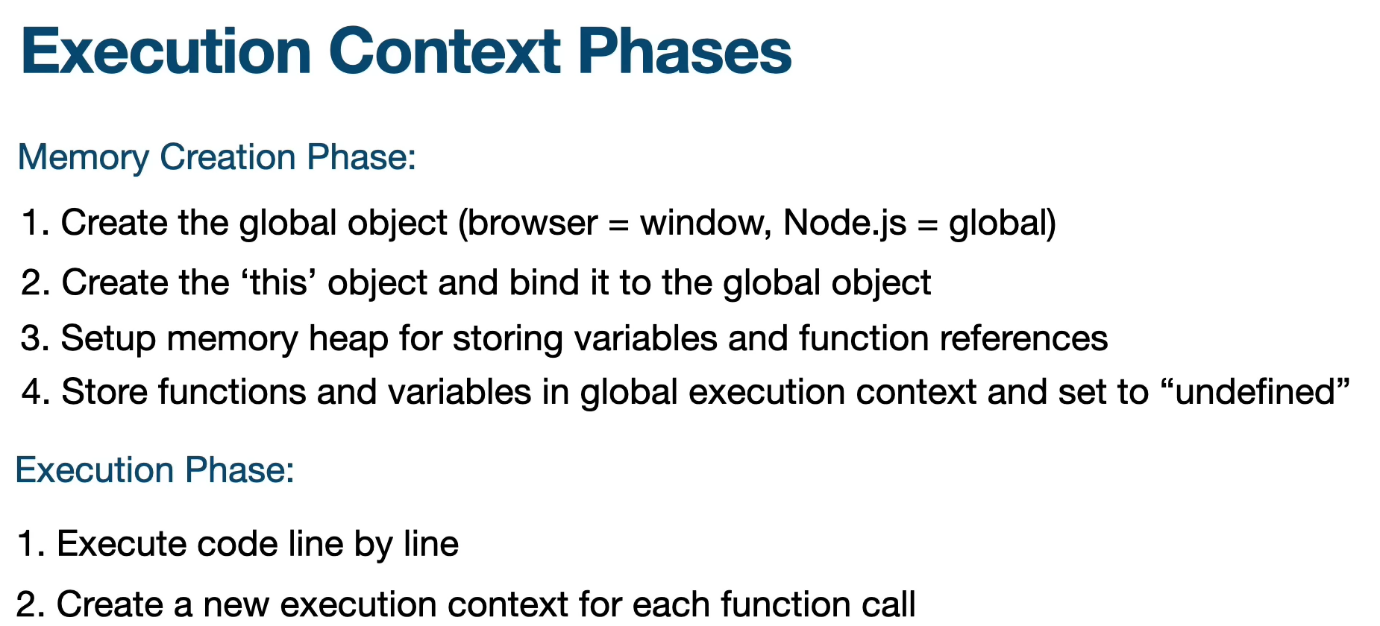 Execution Context Phases
Memory Creation Phase:
1. Create the global object (browser = window, Node.js = global)
2. Create the ‘this’ object and bind it to the global object
3. Setup memory heap for storing variables and function references
4. Store functions and variables in global execution context and set to “undefined”
Execution Phase:
1. Execute code line by line
2. Create a new execution context for each function call